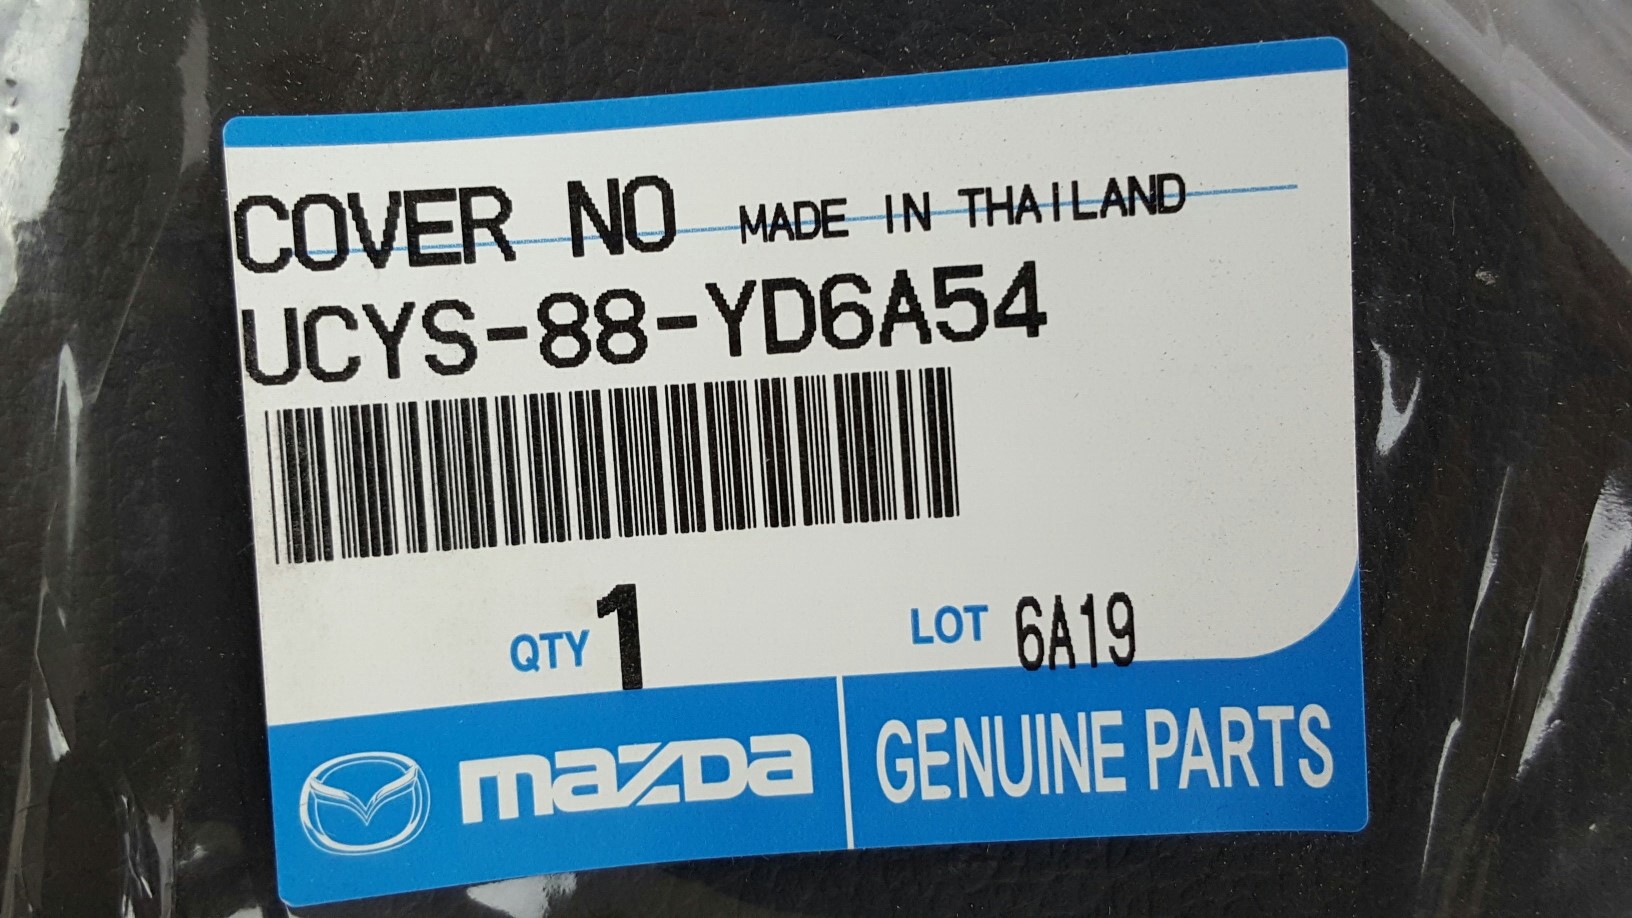 COVER NO MADE IN THAILAND
UCYS-88-YD6A54
QTY 1 LOT 6A19
mazda GENUINE PARTS